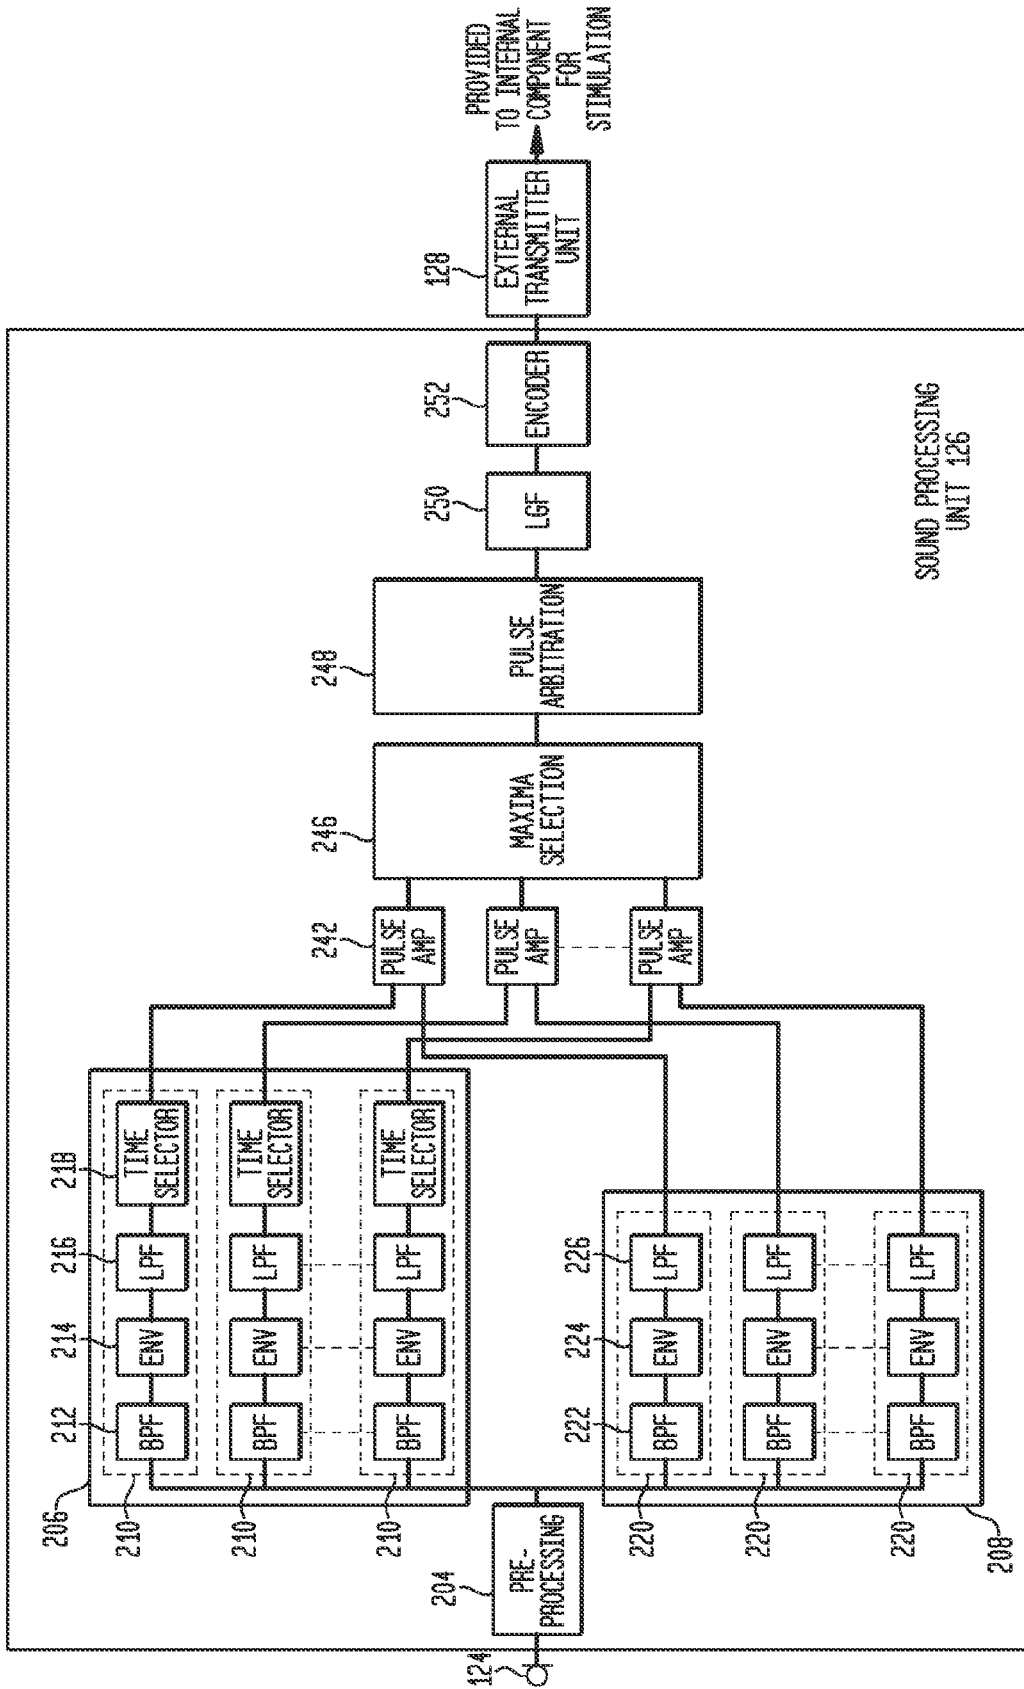 206
210
212
BPF
214
ENV
216
LPF
218
TIME
SELECTOR
210
BPF
ENV
LPF
TIME
SELECTOR
210
BPF
ENV
LPF
TIME
SELECTOR
242
PULSE
AMP
PULSE
AMP
PULSE
AMP
246
MAXIMA
SELECTION
248
PULSE
ARBITRATION
250
LGF
252
ENCODER
128
EXTERNAL
TRANSMITTER
UNIT
PROVIDED
TO INTERNAL
COMPONENT
FOR
STIMULATION
124
204
PRE-
PROCESSING
220
222
BPF
224
ENV
226
LPF
220
BPF
ENV
LPF
220
BPF
ENV
LPF
208
SOUND PROCESSING
UNIT 126